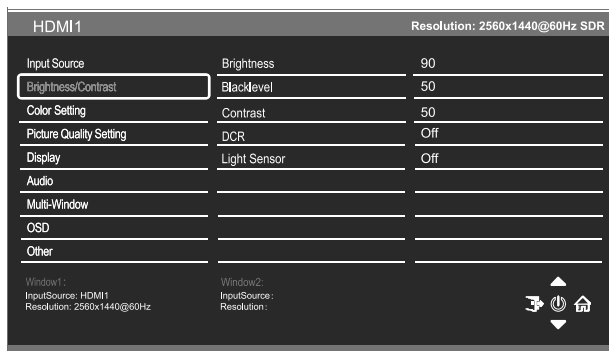 HDMI1 Resolution: 2560x1440@60Hz SDR
Input Source Brightness 90
Brightness/Contrast Blacklevel 50
Color Setting Contrast 50
Picture Quality Setting DCR Off
Display Light Sensor Off
Audio
Multi-Window
OSD
Other
Window1: Window2:
InputSource: HDMI1 InputSource:
Resolution: 2560x1440@60Hz Resolution: